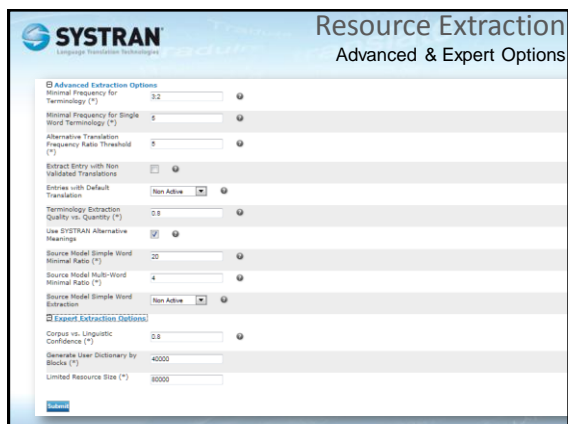 SYSTRAN
Language Translation Technologies
Resource Extraction
Advanced & Expert Options
Advanced Extraction Options
Minimal Frequency for
Terminology (*)
3:2
Minimal Frequency for Single
Word Terminology (*)
5
Alternative Translation
Frequency Ratio Threshold
(*)
5
Extract Entry with Non
Validated Translations
Entries with Default
Translation
Non Active
Terminology Extraction
Quality vs. Quantity (*)
0.8
Use SYSTRAN Alternative
Meanings
Source Model Simple Word
Minimal Ratio (*)
20
Source Model Multi-Word
Minimal Ratio (*)
4
Source Model Simple Word
Extraction
Non Active
Expert Extraction Options
Corpus vs. Linguistic
Confidence (*)
0.8
Generate User Dictionary by
Blocks (*)
40000
Limited Resource Size (*)
80000
Submit